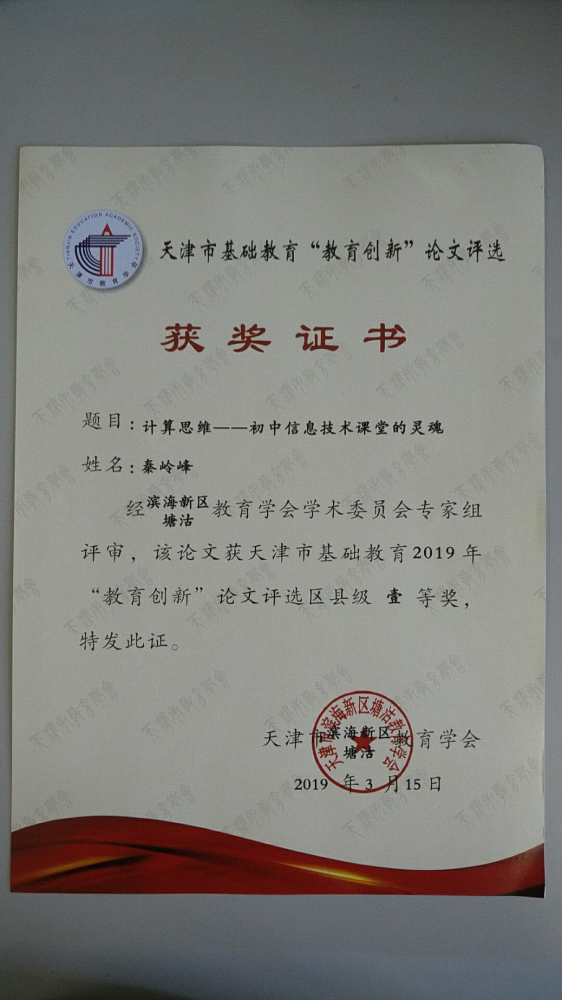 TIANJIN EDUCATION ACADEMIC SOCIETY
天津市教育学会
天津市基础教育“教育创新”论文评选
获奖证书
题目：计算思维——初中信息技术课堂的灵魂
姓名：秦岭峰
经滨海新区塘沽教育学会学术委员会专家组
评审，该论文获天津市基础教育2019年
“教育创新”论文评选区县级 壹 等奖，
特发此证。
天津市滨海新区塘沽教育学会
天津市滨海新区塘沽教育学会
2019 年 3 月 15 日